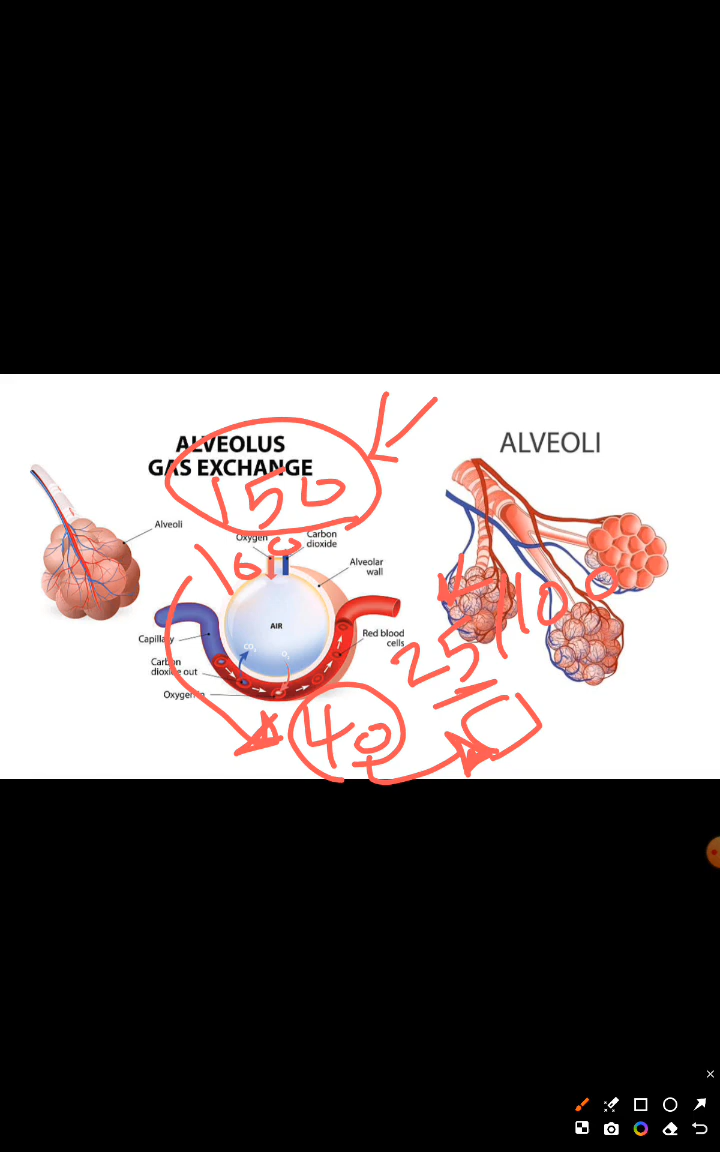 ALVEOLUS
GAS EXCHANGE
ALVEOLI
150
Alveoli
Oxygen
Carbon
dioxide
100
Alveolar
wall
AIR
Capillary
Red blood
cells
CO₂
O₂
25/100
Carbon
dioxide out
Oxygen in
40